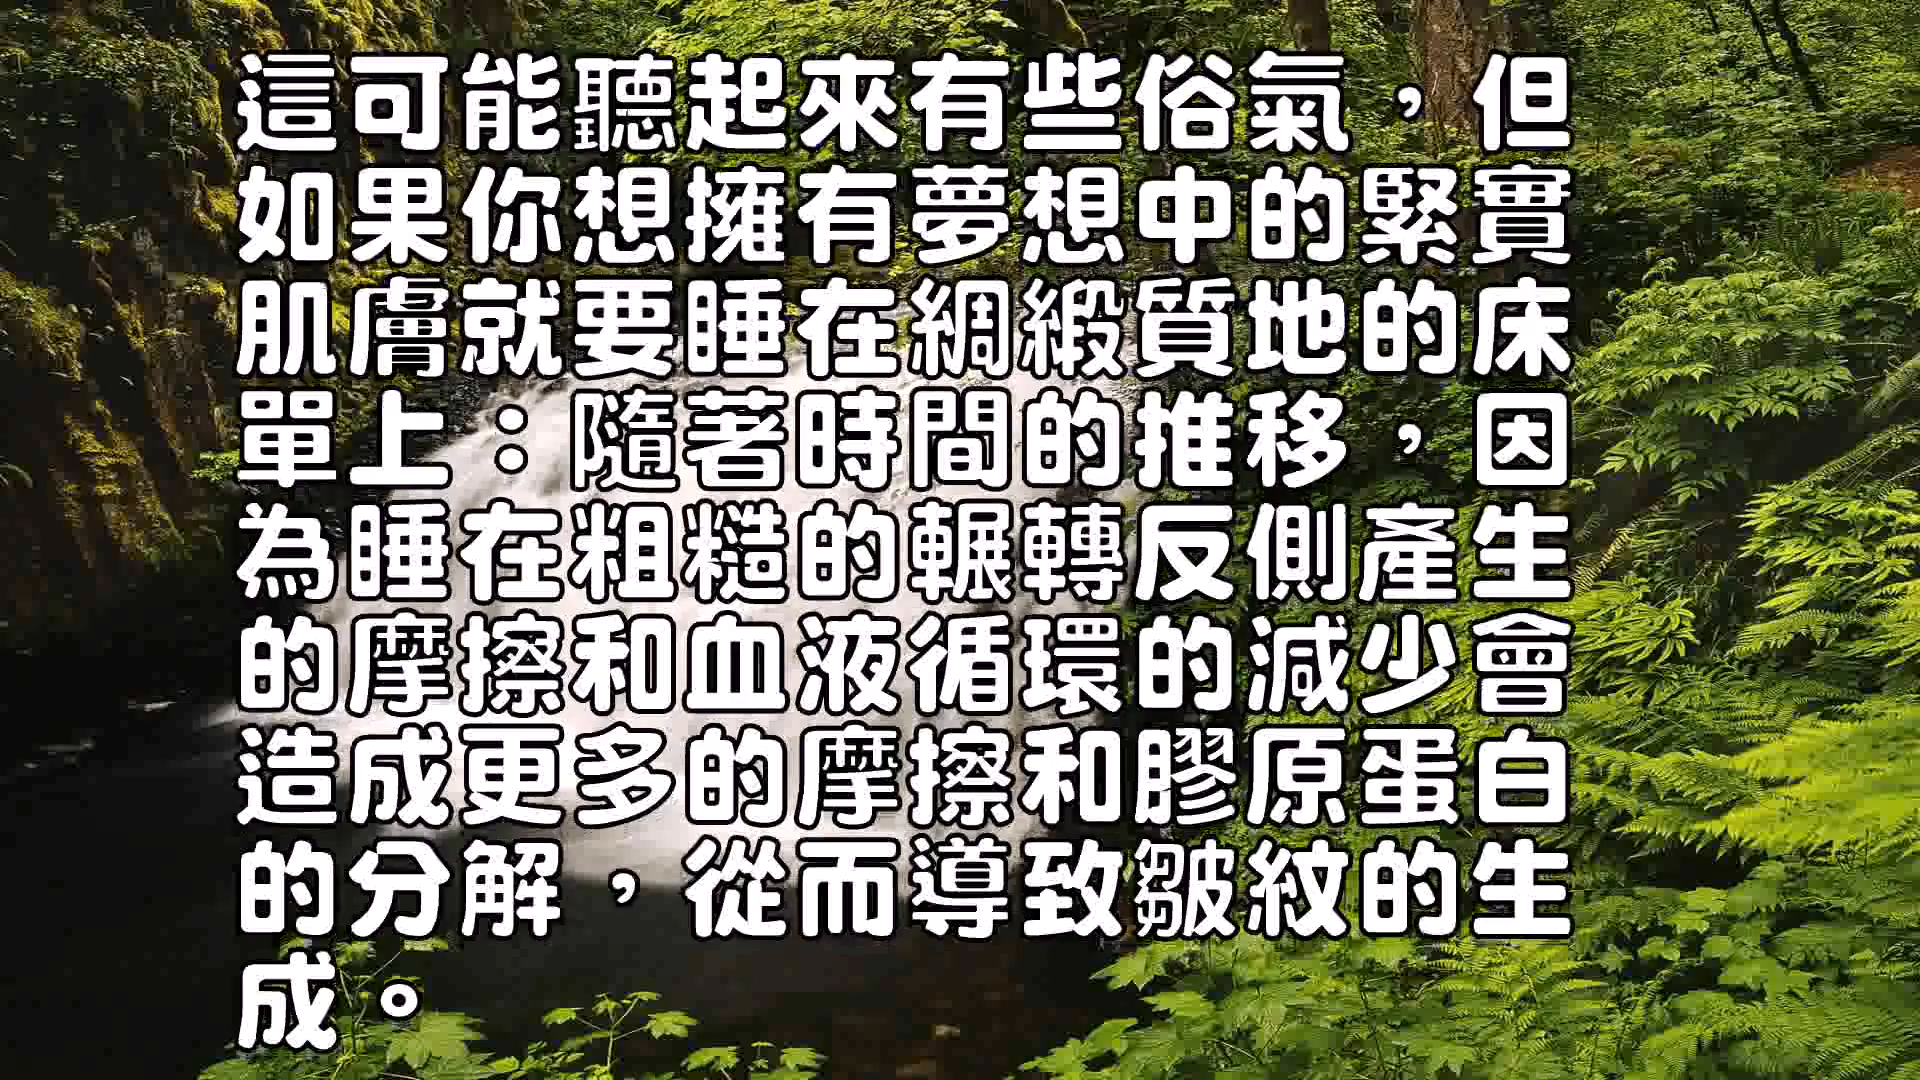 這可能聽起來有些俗氣，但
如果你想擁有夢想中的緊實
肌膚就要睡在綢緞質地的床
單上：隨著時間的推移，因
為睡在粗糙的輾轉反側產生
的摩擦和血液循環的減少會
造成更多的摩擦和膠原蛋白
的分解，從而導致皺紋的生
成。